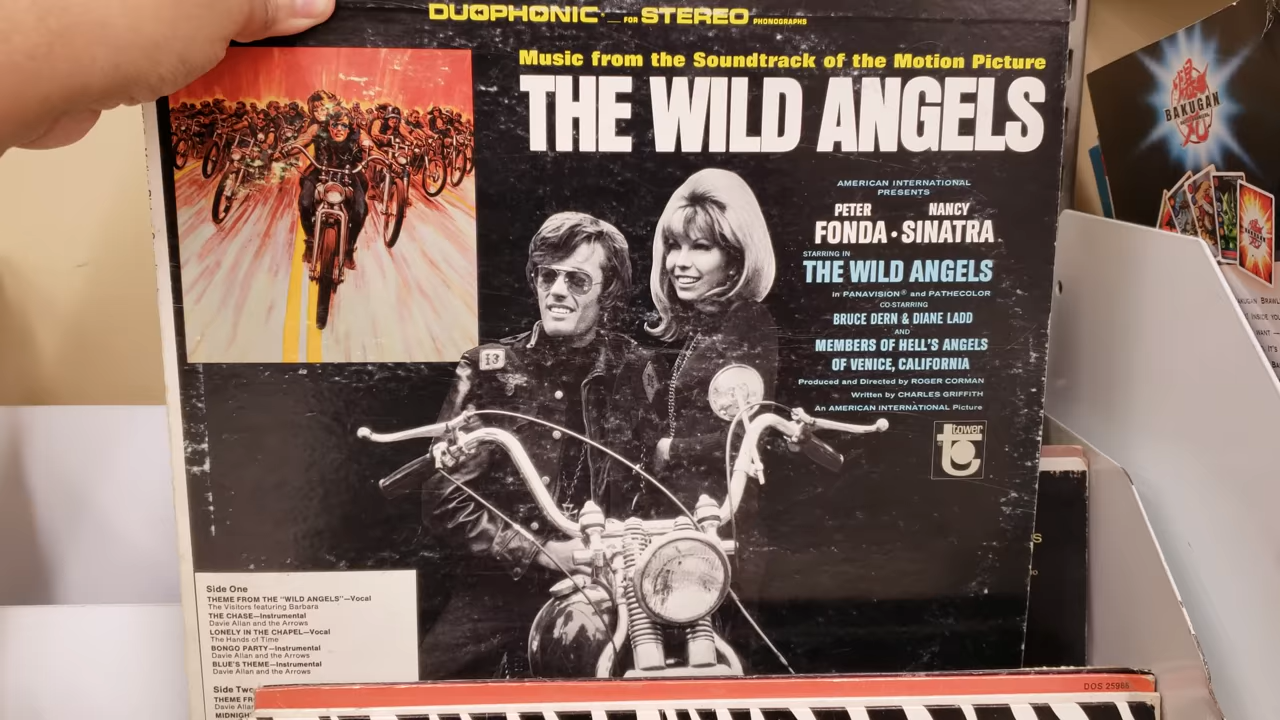 DUOPHONIC FOR STEREO PHONOGRAPHS
Music from the Soundtrack of the Motion Picture
THE WILD ANGELS
AMERICAN INTERNATIONAL
PRESENTS
PETER NANCY
FONDA • SINATRA
STARRING IN
THE WILD ANGELS
in PANAVISION® and PATHECOLOR
CO-STARRING
BRUCE DERN & DIANE LADD
AND
MEMBERS OF HELL'S ANGELS
OF VENICE, CALIFORNIA
Produced and Directed by ROGER CORMAN
Written by CHARLES GRIFFITH
An AMERICAN INTERNATIONAL Picture
tower
13
Side One
THEME FROM THE "WILD ANGELS"—Vocal
The Visitors featuring Barbara
THE CHASE—Instrumental
Davie Allan and the Arrows
LONELY IN THE CHAPEL—Vocal
The Hands of Time
BONGO PARTY—Instrumental
Davie Allan and the Arrows
BLUE'S THEME—Instrumental
Davie Allan and the Arrows
Side Two
THEME
DOS 25986
BAKUGAN